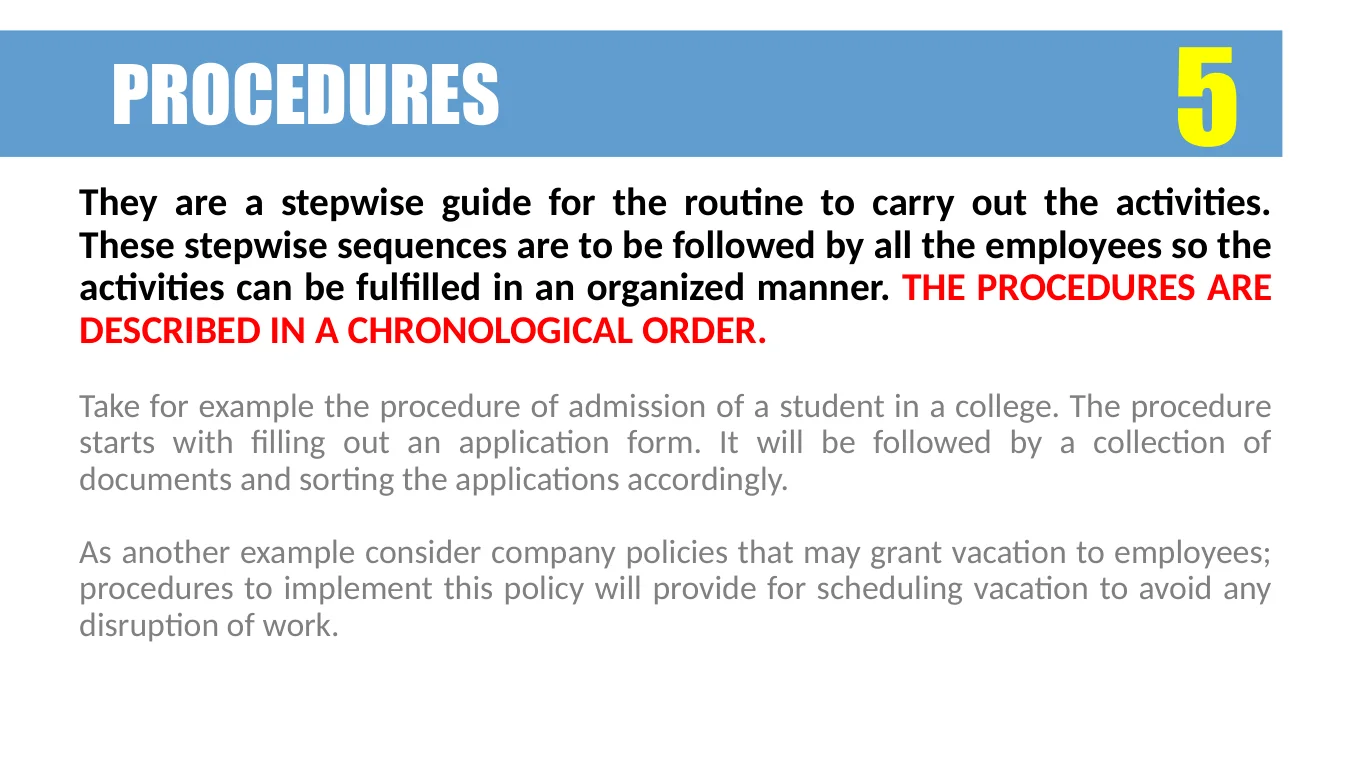 PROCEDURES
5
They are a stepwise guide for the routine to carry out the activities.
These stepwise sequences are to be followed by all the employees so the
activities can be fulfilled in an organized manner. THE PROCEDURES ARE
DESCRIBED IN A CHRONOLOGICAL ORDER.
Take for example the procedure of admission of a student in a college. The procedure
starts with filling out an application form. It will be followed by a collection of
documents and sorting the applications accordingly.
As another example consider company policies that may grant vacation to employees;
procedures to implement this policy will provide for scheduling vacation to avoid any
disruption of work.